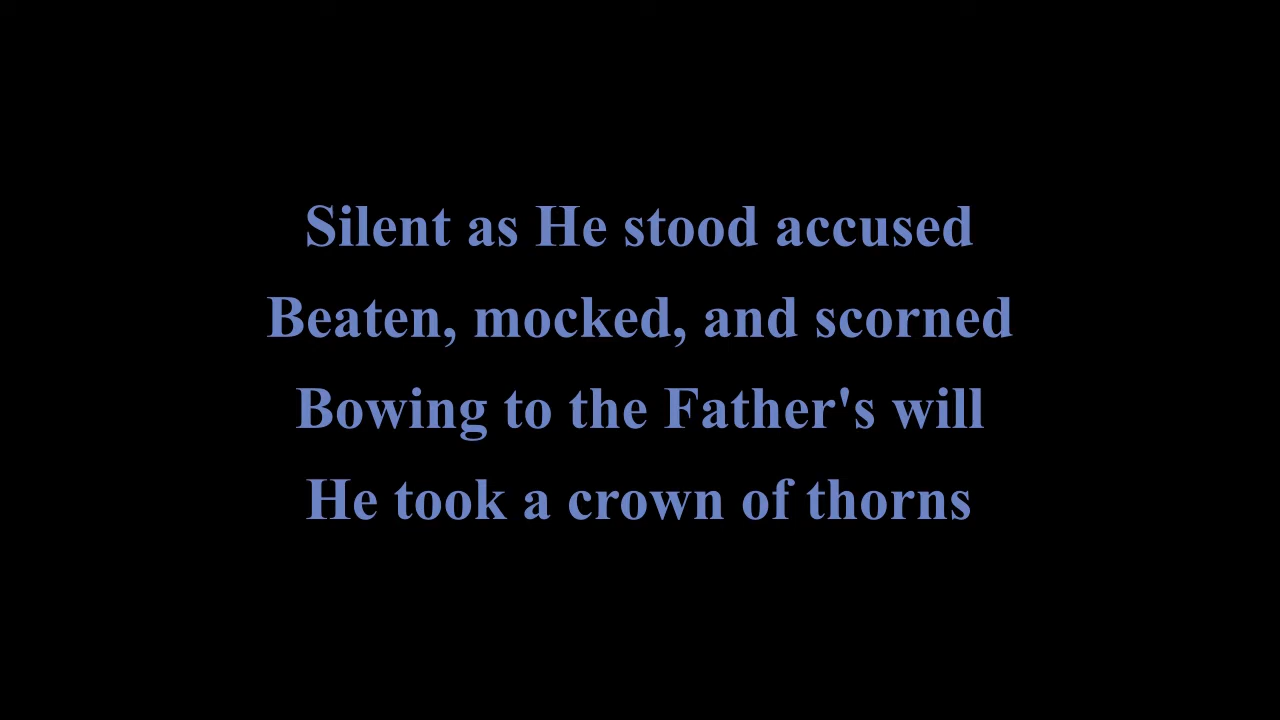 Silent as He stood accused
Beaten, mocked, and scorned
Bowing to the Father's will
He took a crown of thorns